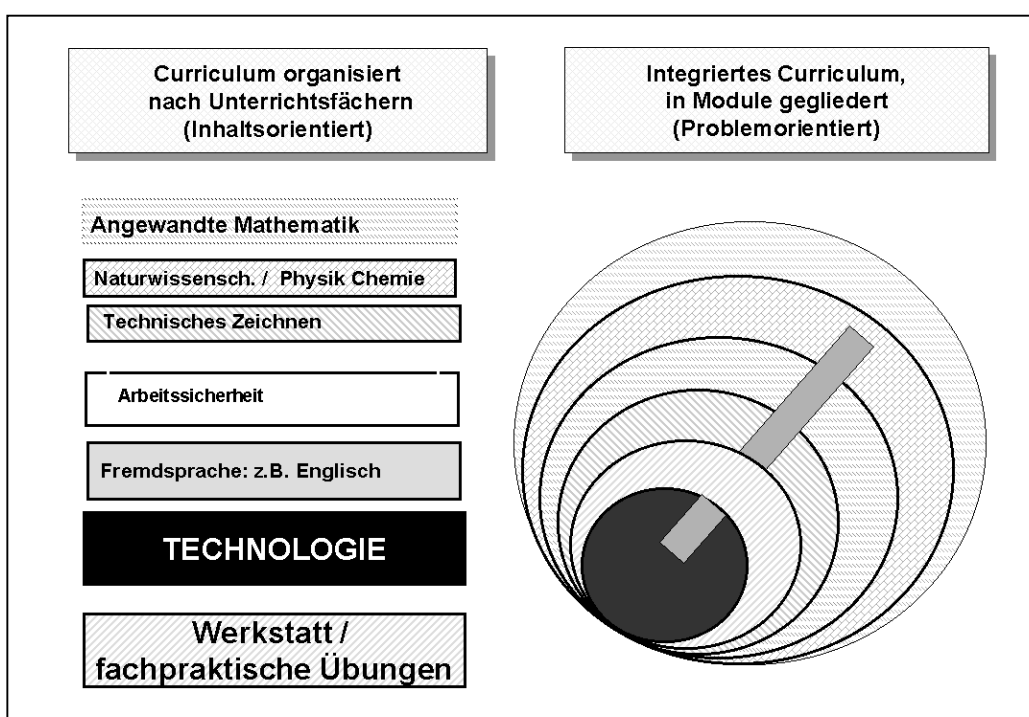 Curriculum organisiert
nach Unterrichtsfächern
(Inhaltsorientiert)
Integriertes Curriculum,
in Module gegliedert
(Problemorientiert)
Angewandte Mathematik
Naturwissensch. / Physik Chemie
Technisches Zeichnen
Arbeitssicherheit
Fremdsprache: z.B. Englisch
TECHNOLOGIE
Werkstatt /
fachpraktische Übungen